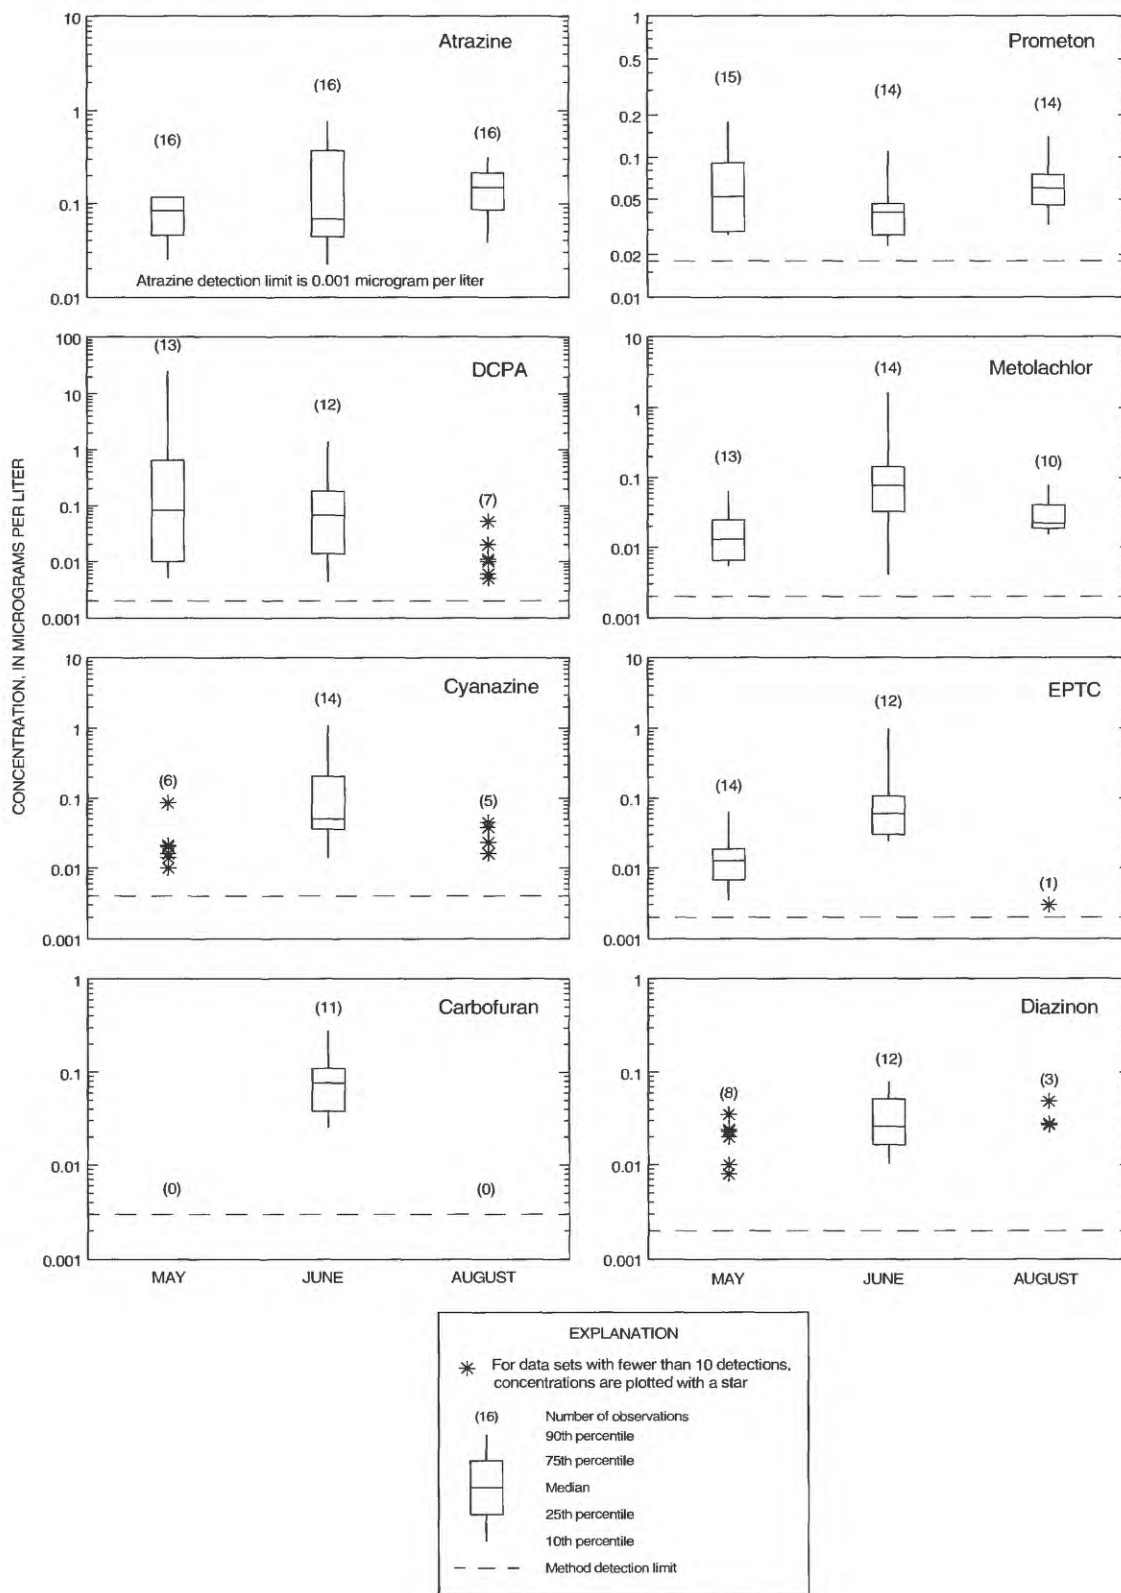 CONCENTRATION, IN MICROGRAMS PER LITER
10
1
0.1
0.01
Atrazine
(16)
(16)
(16)
Atrazine detection limit is 0.001 microgram per liter
1
0.5
0.2
0.1
0.05
0.02
0.01
Prometon
(15)
(14)
(14)
100
10
1
0.1
0.01
0.001
DCPA
(13)
(12)
(7)
10
1
0.1
0.01
0.001
Metolachlor
(13)
(14)
(10)
10
1
0.1
0.01
0.001
Cyanazine
(6)
(14)
(5)
10
1
0.1
0.01
0.001
EPTC
(14)
(12)
(1)
1
0.1
0.01
0.001
Carbofuran
(0)
(11)
(0)
MAY JUNE AUGUST
1
0.1
0.01
0.001
Diazinon
(8)
(12)
(3)
MAY JUNE AUGUST
EXPLANATION
For data sets with fewer than 10 detections,
concentrations are plotted with a star
(16) Number of observations
90th percentile
75th percentile
Median
25th percentile
10th percentile
Method detection limit